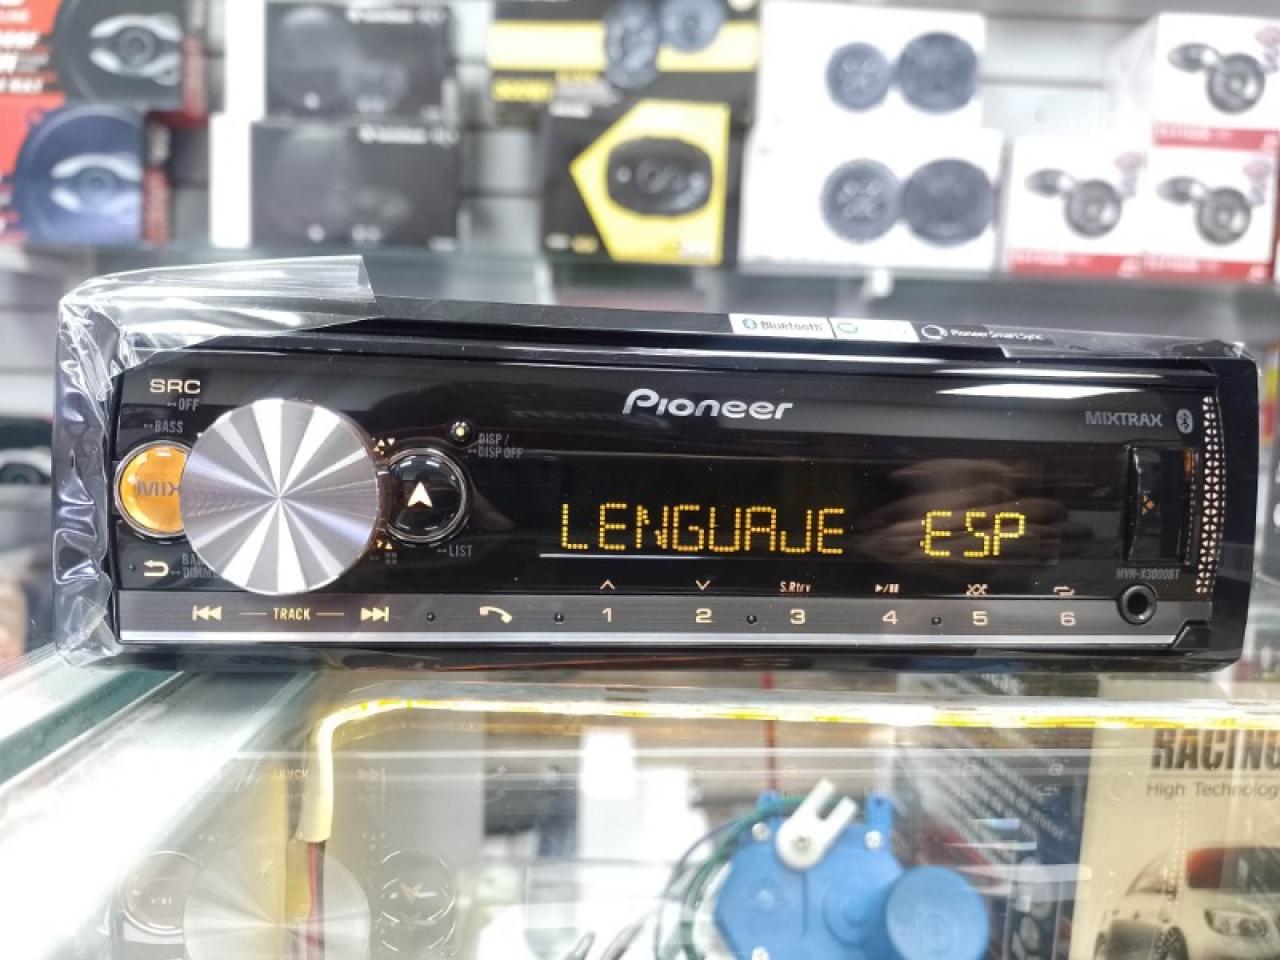 Bluetooth
Pioneer Smart Sync
SRC
OFF
Pioneer
MIXTRAX
BASS
DISP /
DISP OFF
MIX
LENGUAJE ESP
LIST
MVH-X3000BT
S.Rtrv
TRACK
1 2 3 4 5 6
RACING
High Technology